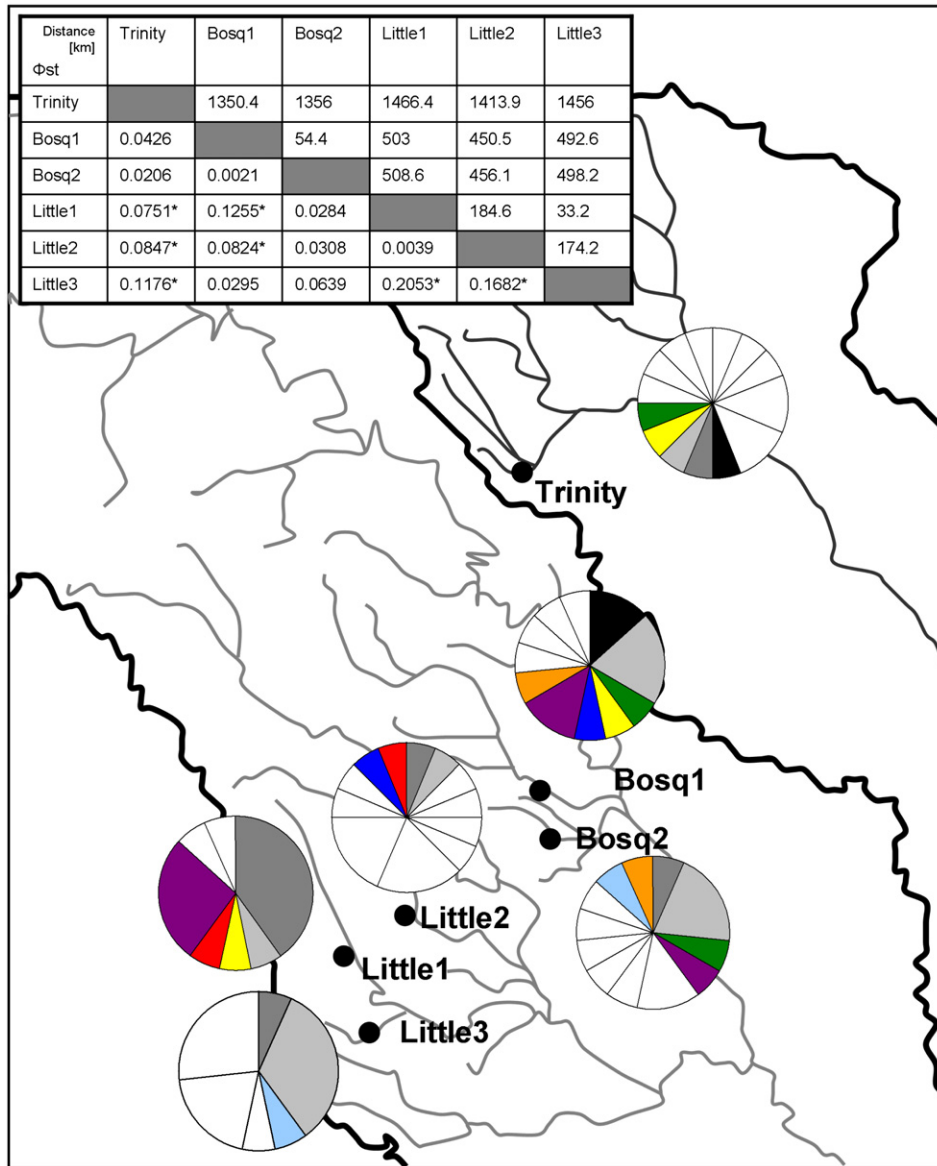 Distance
[km]
Φst
Trinity Bosq1 Bosq2 Little1 Little2 Little3
Trinity 1350.4 1356 1466.4 1413.9 1456
Bosq1 0.0426 54.4 503 450.5 492.6
Bosq2 0.0206 0.0021 508.6 456.1 498.2
Little1 0.0751* 0.1255* 0.0284 184.6 33.2
Little2 0.0847* 0.0824* 0.0308 0.0039 174.2
Little3 0.1176* 0.0295 0.0639 0.2053* 0.1682*
Trinity
Bosq1
Bosq2
Little2
Little1
Little3